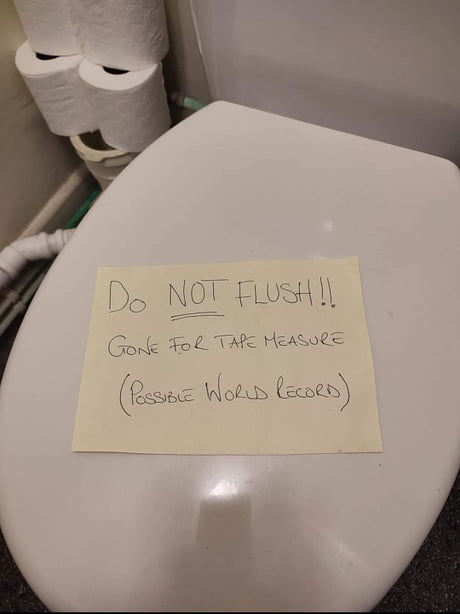 Do NOT FLUSH!!
GONE FOR TAPE MEASURE
(POSSIBLE WORLD RECORD)